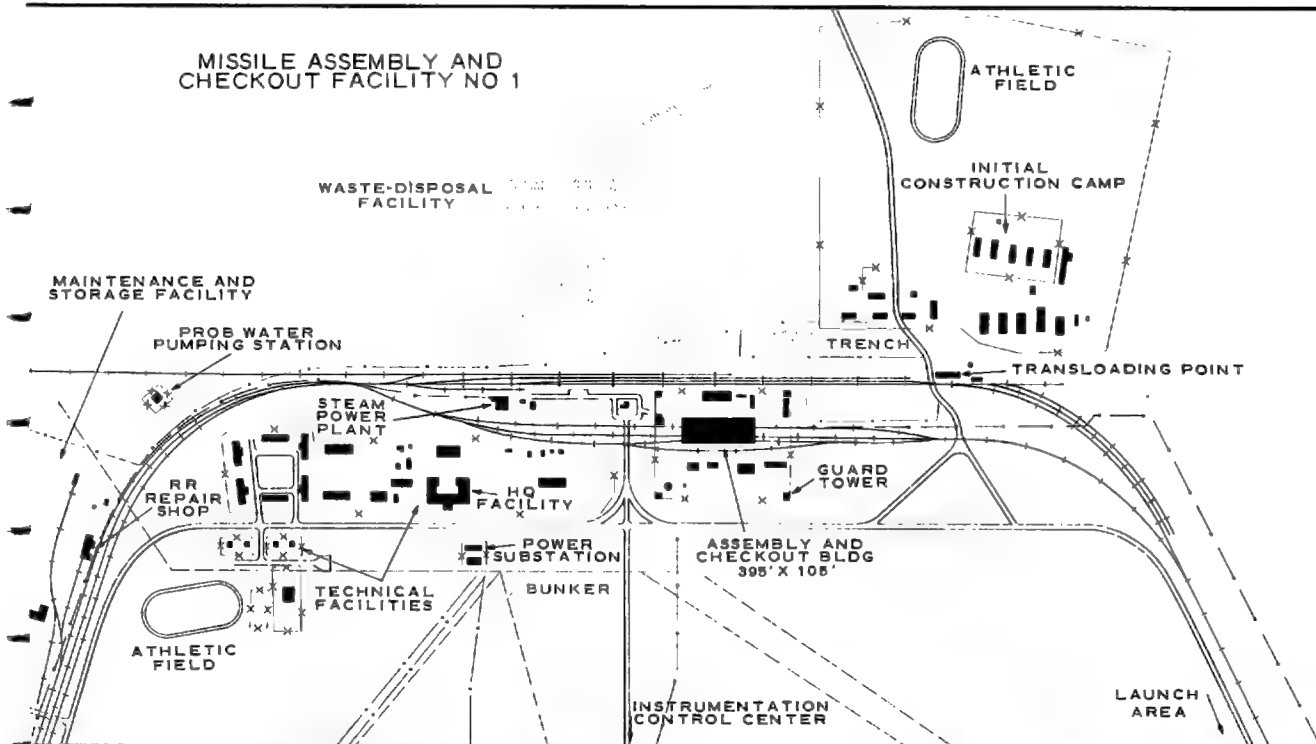 MISSILE ASSEMBLY AND
CHECKOUT FACILITY NO 1
ATHLETIC
FIELD
INITIAL
CONSTRUCTION CAMP
WASTE-DISPOSAL
FACILITY
MAINTENANCE AND
STORAGE FACILITY
PROB WATER
PUMPING STATION
TRENCH
TRANSLOADING POINT
STEAM
POWER
PLANT
RR
REPAIR
SHOP
HQ
FACILITY
GUARD
TOWER
POWER
SUBSTATION
ASSEMBLY AND
CHECKOUT BLDG
395' X 105'
TECHNICAL
FACILITIES
BUNKER
ATHLETIC
FIELD
INSTRUMENTATION
CONTROL CENTER
LAUNCH
AREA